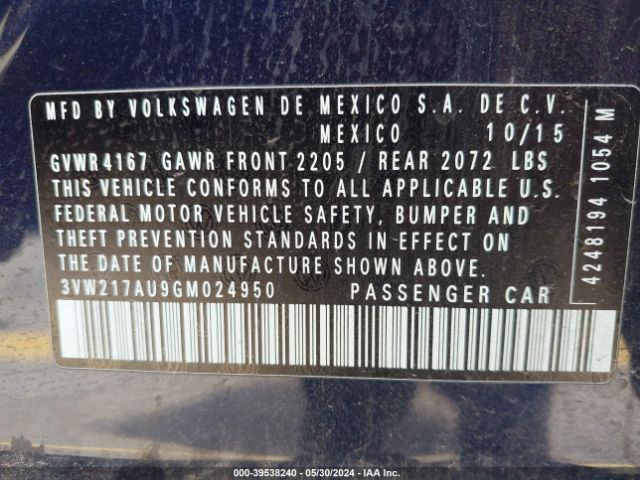 MFD BY VOLKSWAGEN DE MEXICO S.A. DE C.V.
MEXICO 10/15
GVWR4167 GAWR FRONT 2205 / REAR 2072 LBS
THIS VEHICLE CONFORMS TO ALL APPLICABLE U.S.
FEDERAL MOTOR VEHICLE SAFETY, BUMPER AND
THEFT PREVENTION STANDARDS IN EFFECT ON
THE DATE OF MANUFACTURE SHOWN ABOVE.
3VW217AU9GM024950 PASSENGER CAR
4248194 1054 M
000-39538240 - 05/30/2024 - IAA Inc.